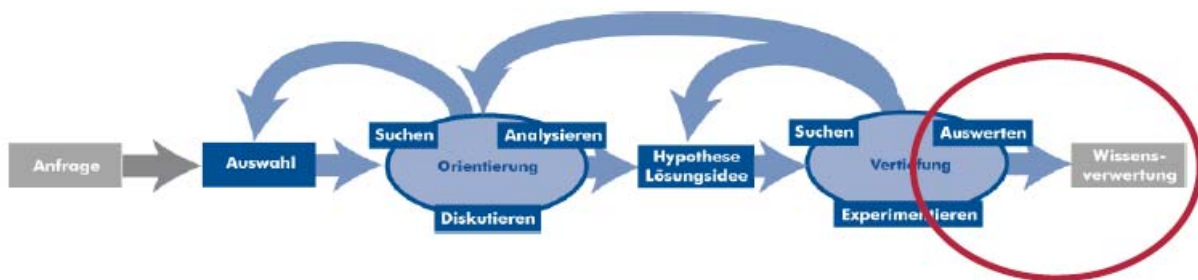 Anfrage
Auswahl
Suchen
Analysieren
Orientierung
Diskutieren
Hypothese
Lösungsidee
Suchen
Auswerten
Vertiefung
Experimentieren
Wissens-
verwertung